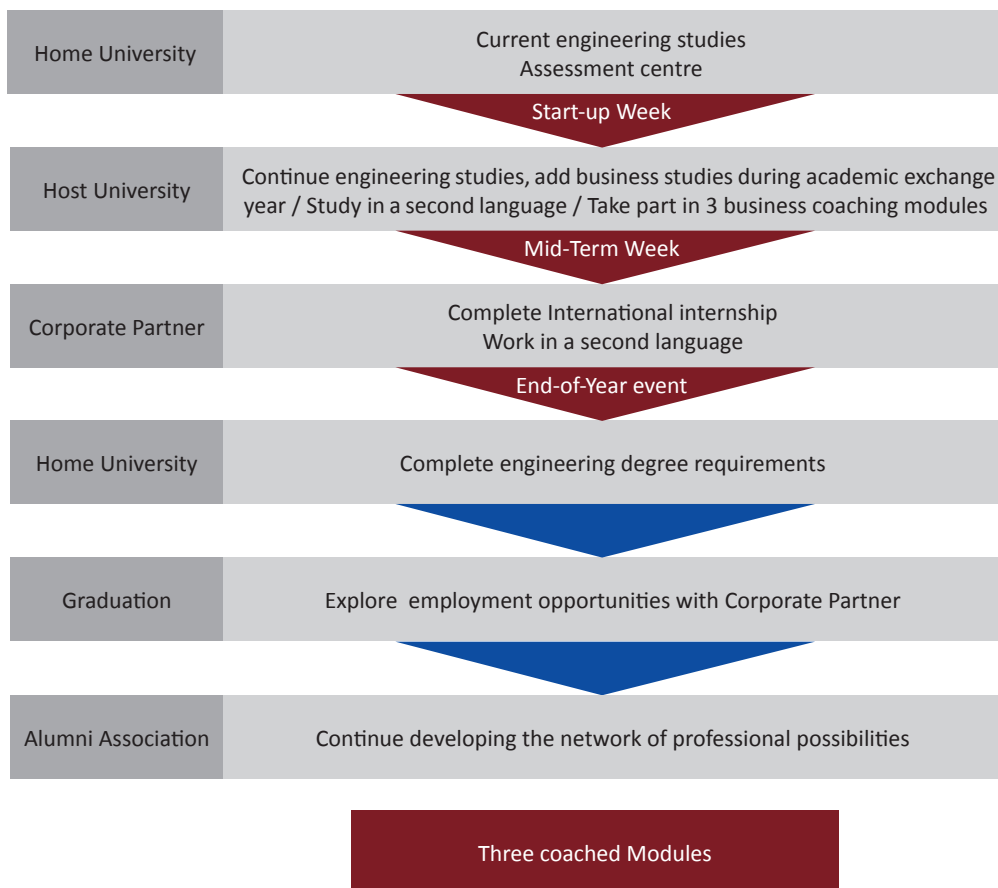 Home University
Current engineering studies
Assessment centre
Start-up Week
Host University
Continue engineering studies, add business studies during academic exchange
year / Study in a second language / Take part in 3 business coaching modules
Mid-Term Week
Corporate Partner
Complete International internship
Work in a second language
End-of-Year event
Home University
Complete engineering degree requirements
Graduation
Explore employment opportunities with Corporate Partner
Alumni Association
Continue developing the network of professional possibilities
Three coached Modules